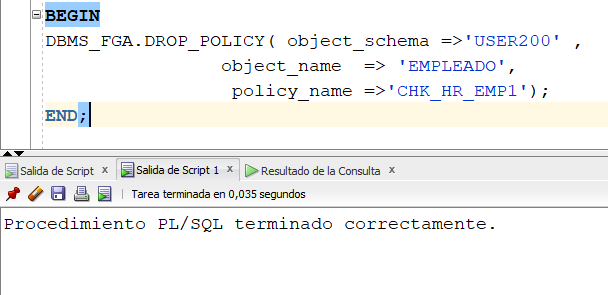 BEGIN
DBMS_FGA.DROP_POLICY( object_schema =>'USER200' ,
object_name  => 'EMPLEADO',
policy_name =>'CHK_HR_EMP1');
END;
Salida de Script x Salida de Script 1 x Resultado de la Consulta x
Tarea terminada en 0,035 segundos
Procedimiento PL/SQL terminado correctamente.